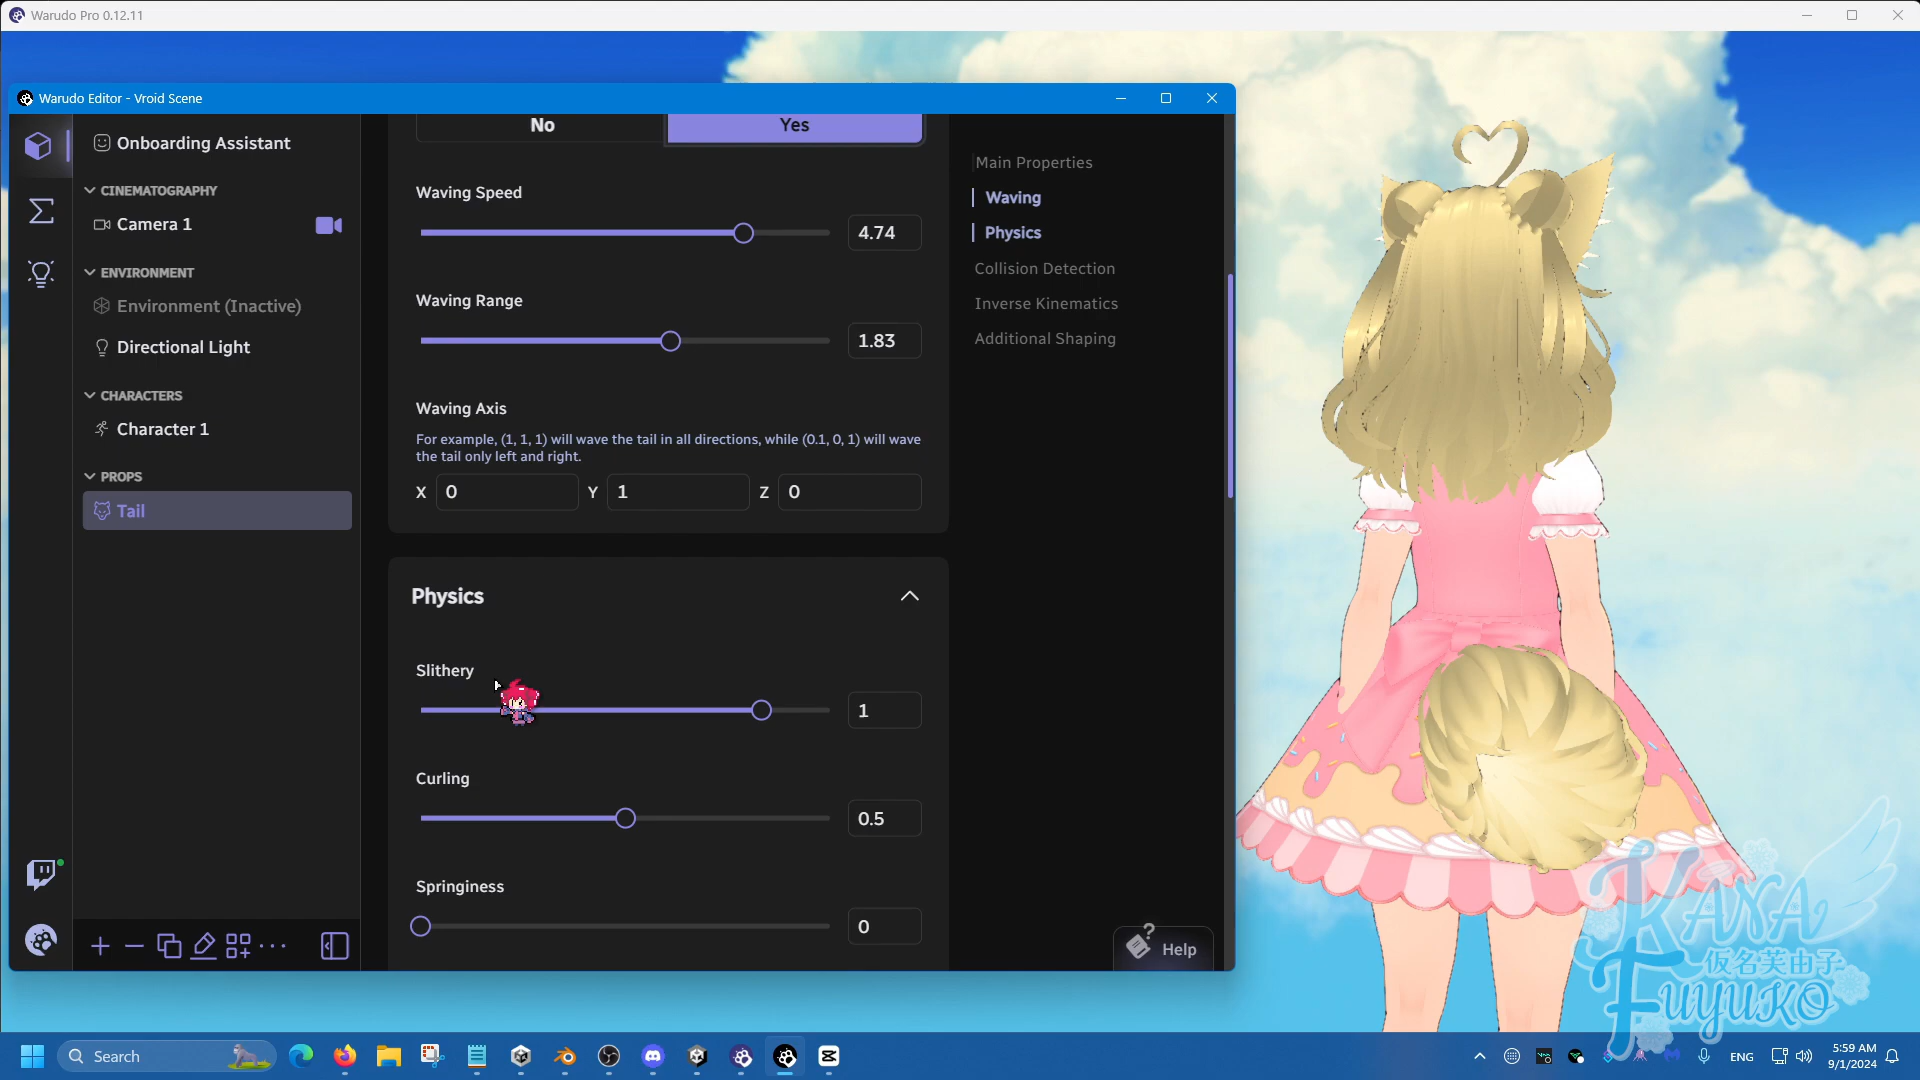 Warudo Pro 0.12.11
Warudo Editor - Vroid Scene
Onboarding Assistant
CINEMATOGRAPHY
Camera 1
ENVIRONMENT
Environment (Inactive)
Directional Light
CHARACTERS
Character 1
PROPS
Tail
No
Yes
Waving Speed
4.74
Waving Range
1.83
Waving Axis
For example, (1, 1, 1) will wave the tail in all directions, while (0.1, 0, 1) will wave
the tail only left and right.
X 0 Y 1 Z 0
Physics
Slithery
1
Curling
0.5
Springiness
0
Main Properties
Waving
Physics
Collision Detection
Inverse Kinematics
Additional Shaping
Help
KANA
仮名芙由子
FUYUKO
Search
ENG
5:59 AM
9/1/2024